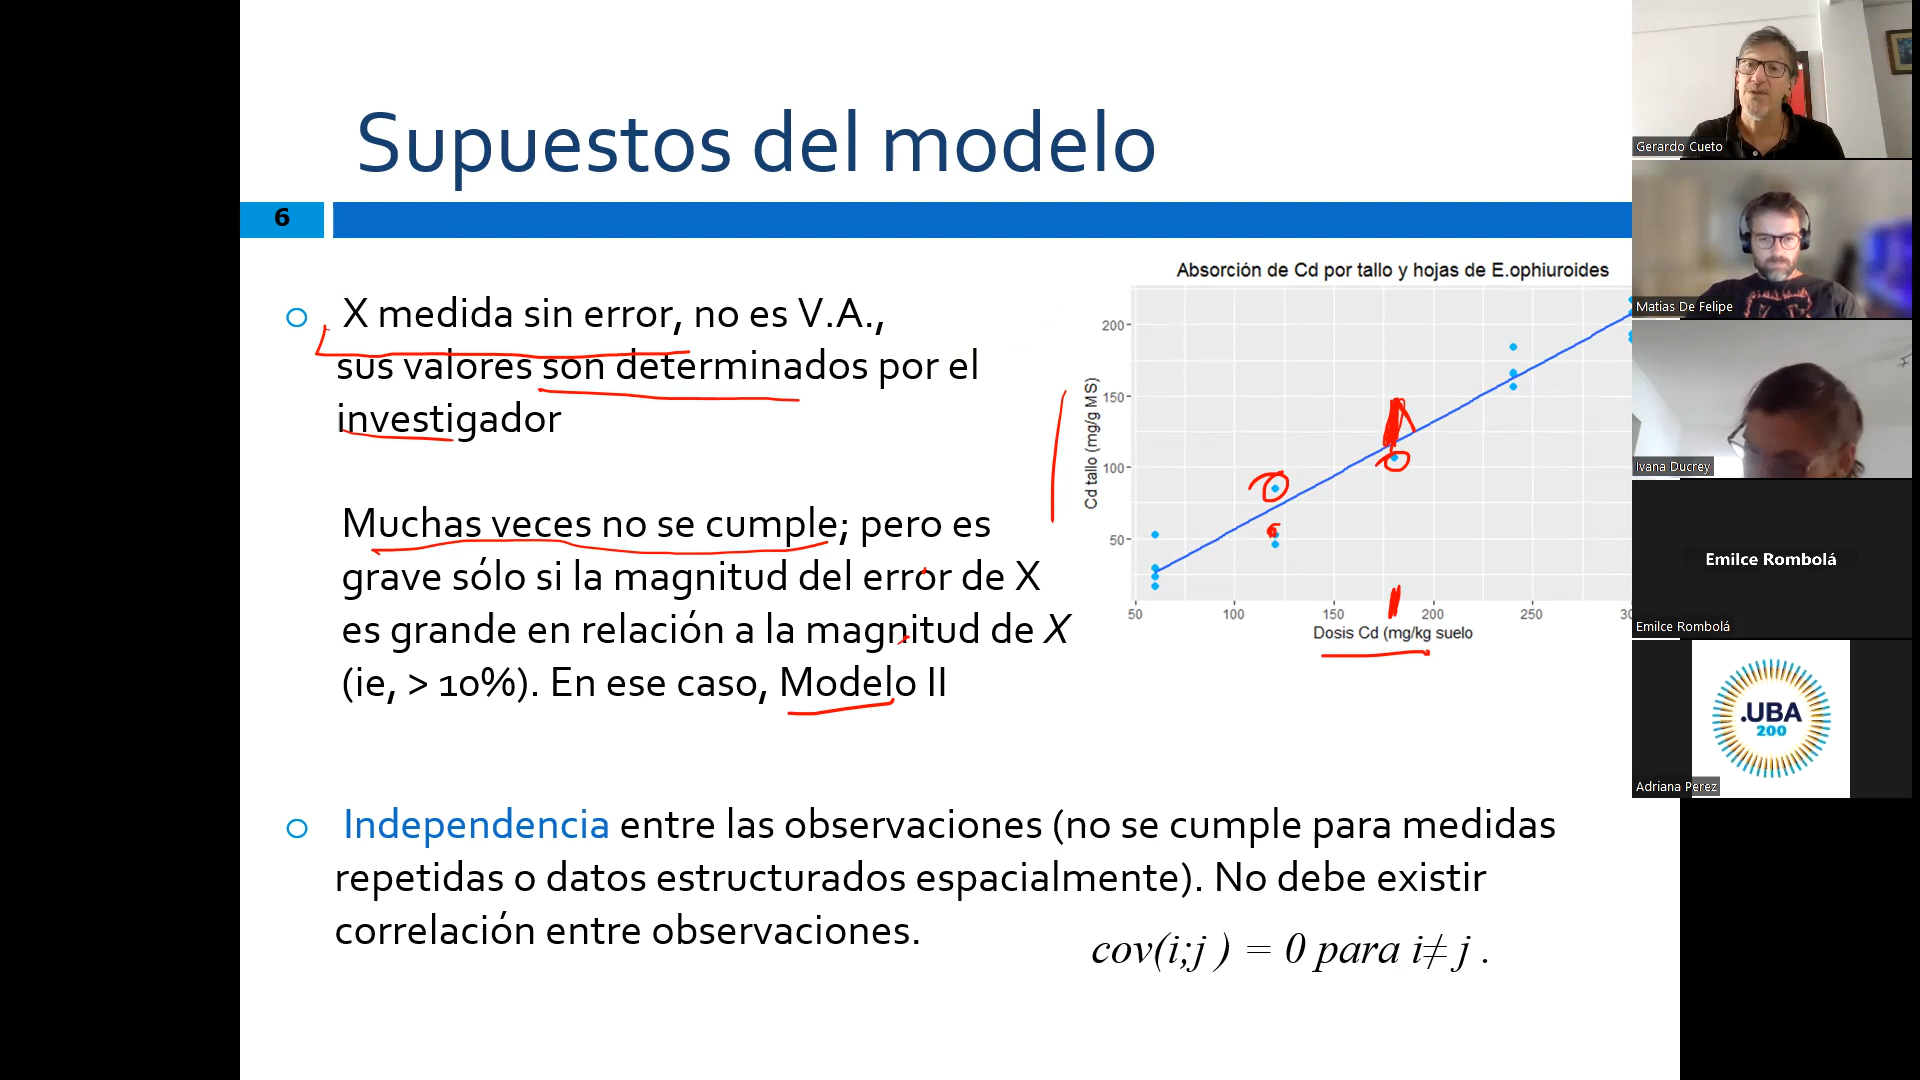 Supuestos del modelo
6
X medida sin error, no es V.A.,
sus valores son determinados por el
investigador
Muchas veces no se cumple; pero es
grave sólo si la magnitud del error de X
es grande en relación a la magnitud de X
(ie, > 10%). En ese caso, Modelo II
Absorción de Cd por tallo y hojas de E.ophiuroides
Cd tallo (mg/g MS)
200
150
100
50
50 100 150 200 250 30
Dosis Cd (mg/kg suelo
Independencia entre las observaciones (no se cumple para medidas
repetidas o datos estructurados espacialmente). No debe existir
correlación entre observaciones.
cov(i;j ) = 0 para i≠ j .
Gerardo Cueto
Matias De Felipe
Ivana Ducrey
Emilce Rombolá
Emilce Rombolá
.UBA
200
Adriana Perez